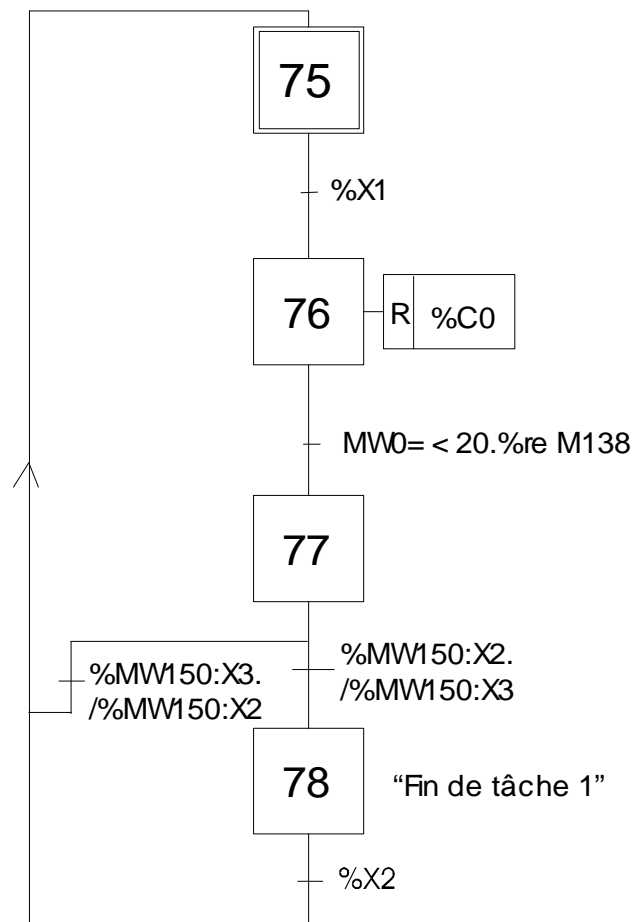 75
%X1
76
R %C0
MW0= < 20.%re M138
77
%MW150:X3.
/%MW150:X2
%MW150:X2.
/%MW150:X3
78
“Fin de tâche 1”
%X2